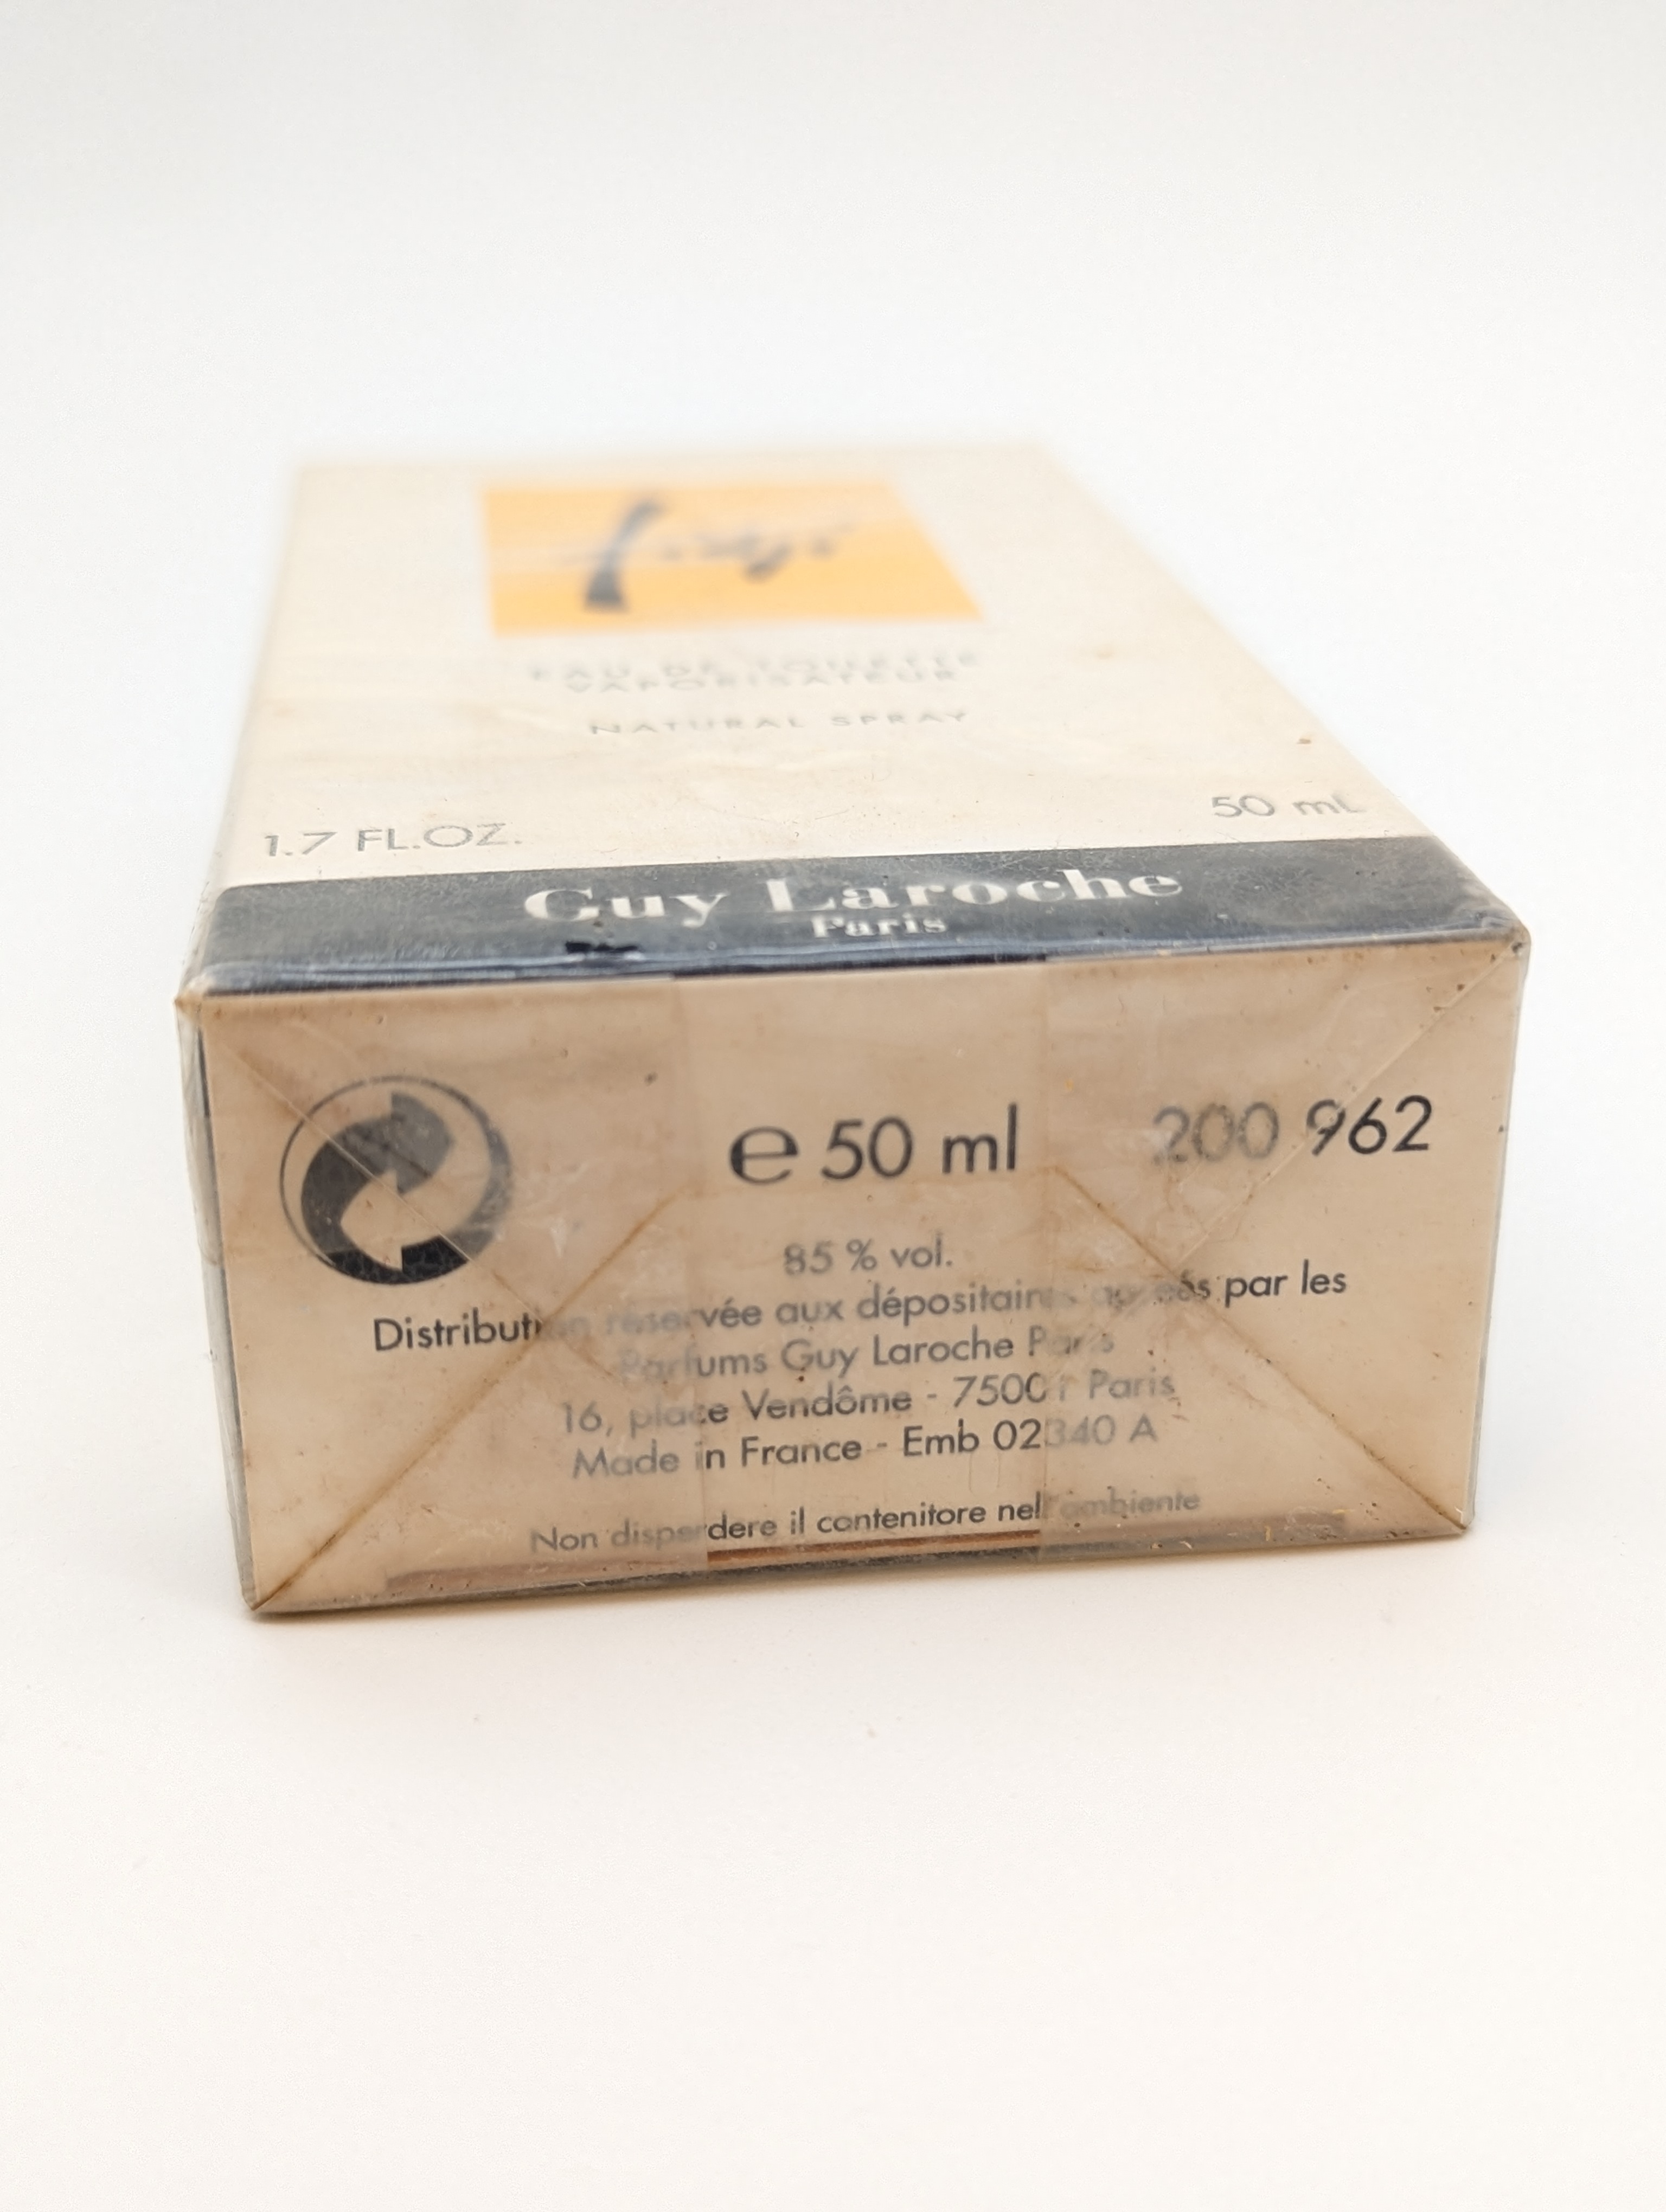 fidji
EAU DE TOILETTE
VAPORISATEUR
NATURAL SPRAY
1.7 FL.OZ. 50 ml
Guy Laroche
Paris
e 50 ml 200 962
85 % vol.
Distribution réservée aux dépositaires agréés par les
Parfums Guy Laroche Paris
16, place Vendôme - 75001 Paris
Made in France - Emb 02340 A
Non disperdere il contenitore nell'ambiente